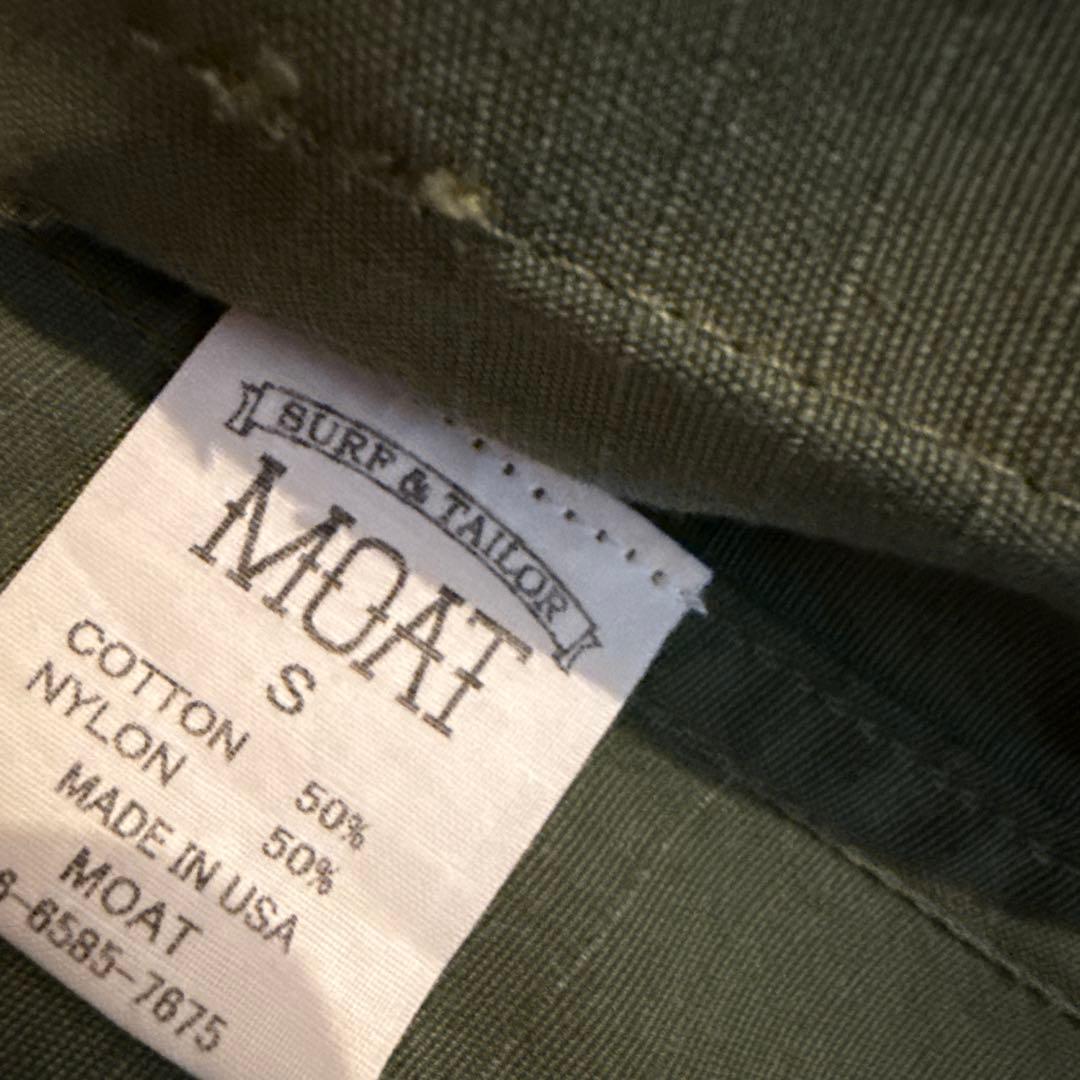 SURF & TAILOR
MOAT
S
COTTON 50%
NYLON 50%
MADE IN USA
MOAT
6-6585-7675